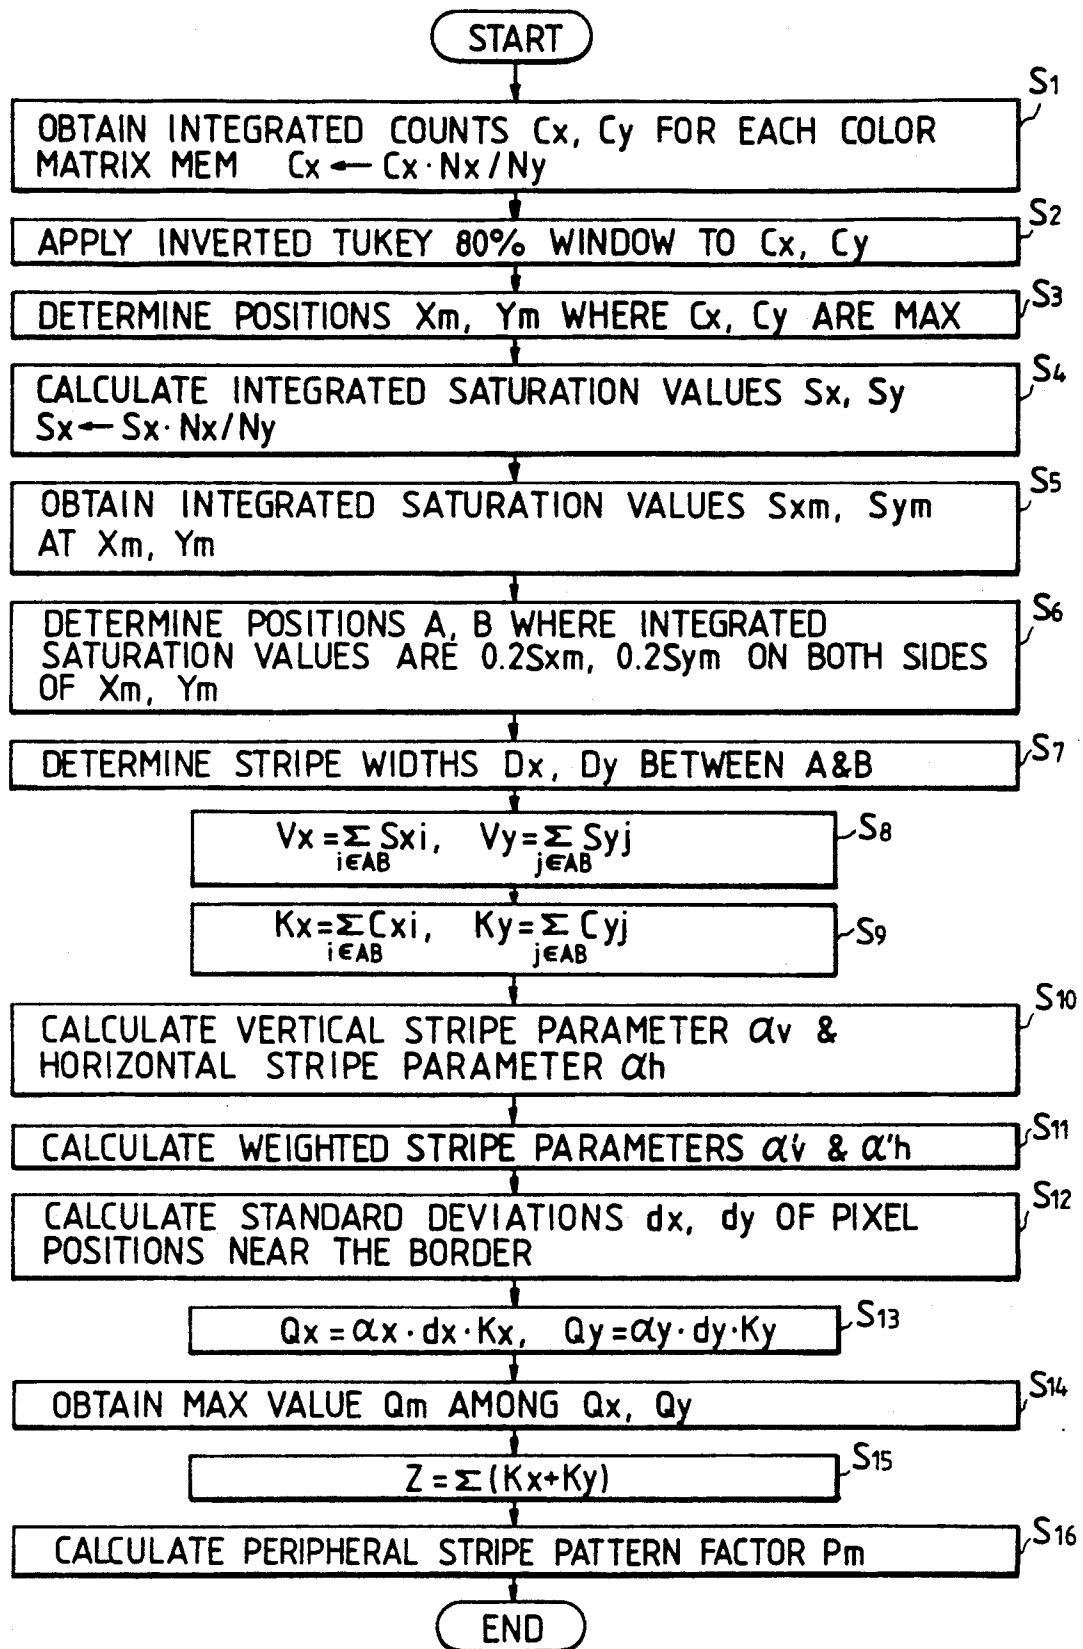 START
S1
OBTAIN INTEGRATED COUNTS Cx, Cy FOR EACH COLOR
MATRIX MEM Cx ← Cx · Nx / Ny
S2
APPLY INVERTED TUKEY 80% WINDOW TO Cx, Cy
S3
DETERMINE POSITIONS Xm, Ym WHERE Cx, Cy ARE MAX
S4
CALCULATE INTEGRATED SATURATION VALUES Sx, Sy
Sx ← Sx · Nx / Ny
S5
OBTAIN INTEGRATED SATURATION VALUES Sxm, Sym
AT Xm, Ym
S6
DETERMINE POSITIONS A, B WHERE INTEGRATED
SATURATION VALUES ARE 0.2Sxm, 0.2Sym ON BOTH SIDES
OF Xm, Ym
S7
DETERMINE STRIPE WIDTHS Dx, Dy BETWEEN A&B
S8
Vx = Σ Sxi, Vy = Σ Syj
i∈AB j∈AB
S9
Kx = Σ Cxi, Ky = Σ Cyj
i∈AB j∈AB
S10
CALCULATE VERTICAL STRIPE PARAMETER αv &
HORIZONTAL STRIPE PARAMETER αh
S11
CALCULATE WEIGHTED STRIPE PARAMETERS α'v & α'h
S12
CALCULATE STANDARD DEVIATIONS dx, dy OF PIXEL
POSITIONS NEAR THE BORDER
S13
Qx = αx · dx · Kx, Qy = αy · dy · Ky
S14
OBTAIN MAX VALUE Qm AMONG Qx, Qy
S15
Z = Σ (Kx+Ky)
S16
CALCULATE PERIPHERAL STRIPE PATTERN FACTOR Pm
END